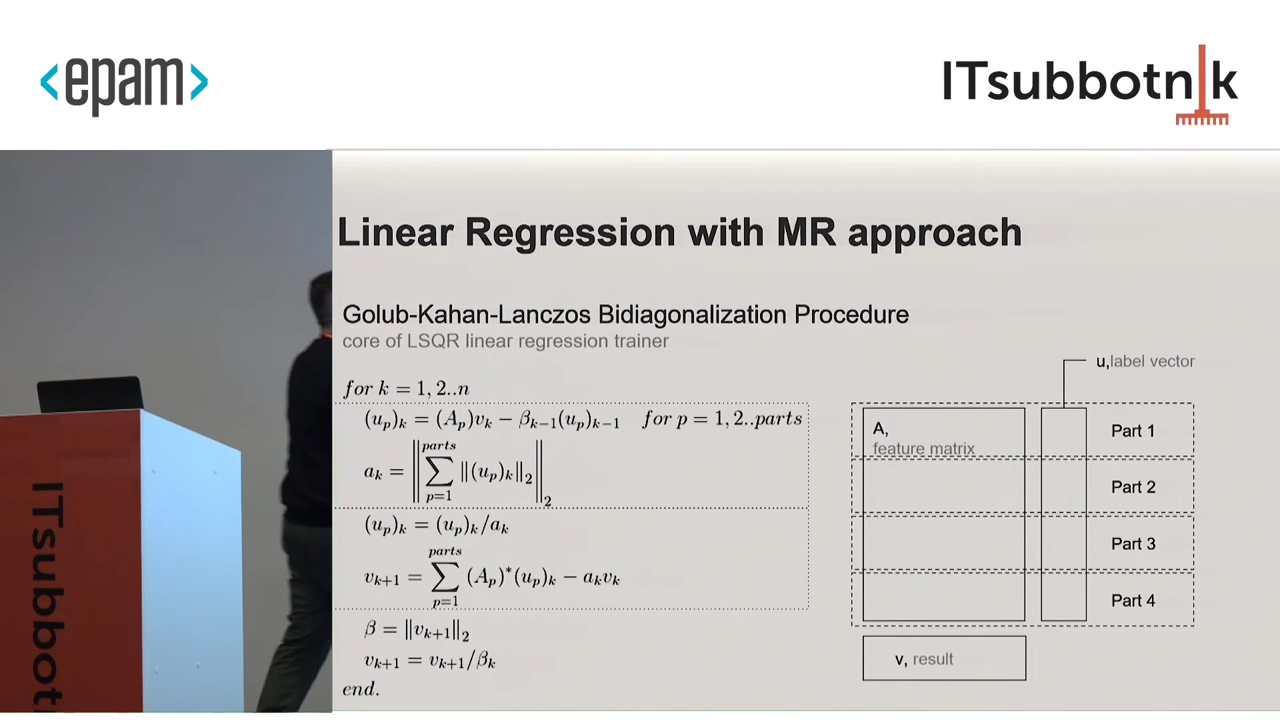 <epam>
ITsubbotnik
Linear Regression with MR approach
Golub-Kahan-Lanczos Bidiagonalization Procedure
core of LSQR linear regression trainer
for k = 1, 2..n
(u_p)_k = (A_p)v_k − β_{k−1}(u_p)_{k−1} for p = 1, 2..parts
a_k = ‖∑_{p=1}^{parts} ‖(u_p)_k‖_2‖_2
(u_p)_k = (u_p)_k/a_k
v_{k+1} = ∑_{p=1}^{parts} (A_p)*(u_p)_k − a_k v_k
β = ‖v_{k+1}‖_2
v_{k+1} = v_{k+1}/β_k
end.
u,label vector
A,
feature matrix
Part 1
Part 2
Part 3
Part 4
v, result
ITsubbot